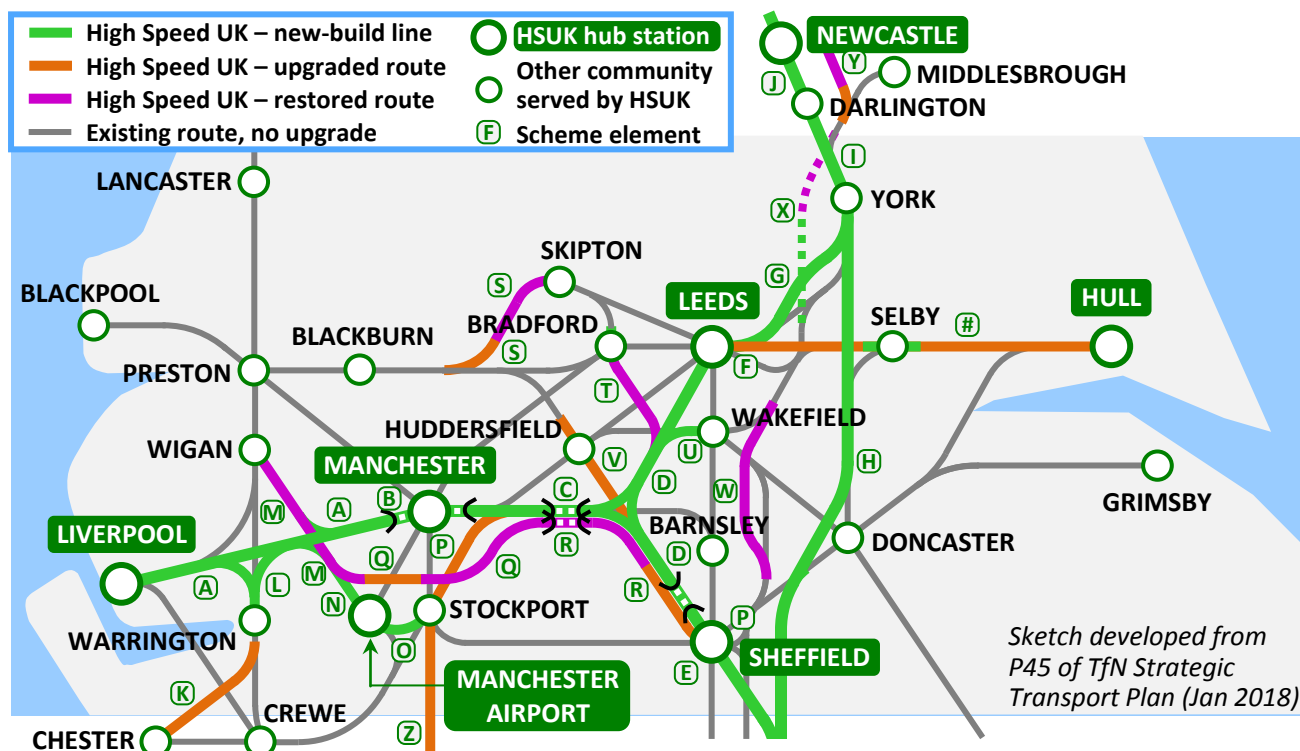 High Speed UK – new-build line
High Speed UK – upgraded route
High Speed UK – restored route
Existing route, no upgrade
HSUK hub station
Other community
served by HSUK
F
Scheme element
NEWCASTLE
Y
MIDDLESBROUGH
J
DARLINGTON
I
LANCASTER
YORK
X
SKIPTON
G
S
BLACKPOOL
LEEDS
HULL
BRADFORD
SELBY
#
BLACKBURN
S
F
PRESTON
T
WAKEFIELD
HUDDERSFIELD
U
WIGAN
V
H
MANCHESTER
D
W
C
B
A
M
GRIMSBY
LIVERPOOL
BARNSLEY
DONCASTER
P
R
Q
Q
D
A
L
M
R
N
STOCKPORT
P
WARRINGTON
O
SHEFFIELD
E
Sketch developed from
P45 of TfN Strategic
Transport Plan (Jan 2018)
K
MANCHESTER
AIRPORT
CREWE
Z
CHESTER